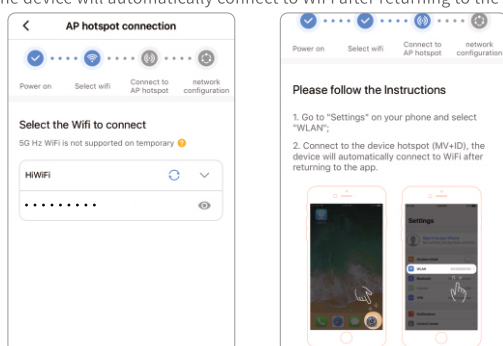 he device will automatically connect to WiFi after returning to the
AP hotspot connection
Power on
Select wifi
Connect to
AP hotspot
network
configuration
Select the Wifi to connect
5G Hz WiFi is not supported on temporary
HiWiFi
Power on
Select wifi
Connect to
AP hotspot
network
configuration
Please follow the Instructions
1. Go to "Settings" on your phone and select
"WLAN";
2. Connect to the device hotspot (MV+ID), the
device will automatically connect to WiFi after
returning to the app.
Settings
WLAN